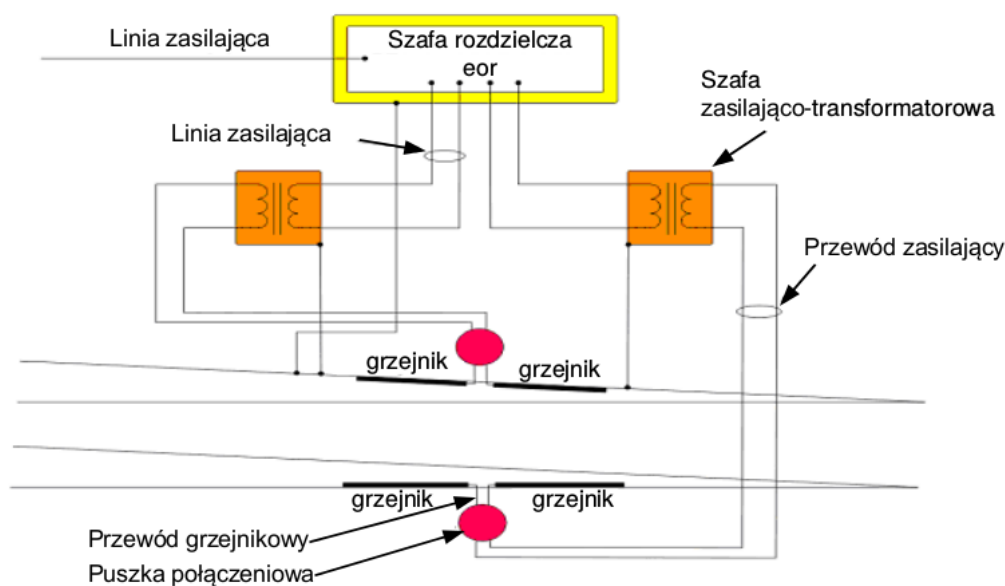 Linia zasilająca
Szafa rozdzielcza
eor
Szafa
zasilająco-transformatorowa
Linia zasilająca
Przewód zasilający
grzejnik
grzejnik
grzejnik
grzejnik
Przewód grzejnikowy
Puszka połączeniowa